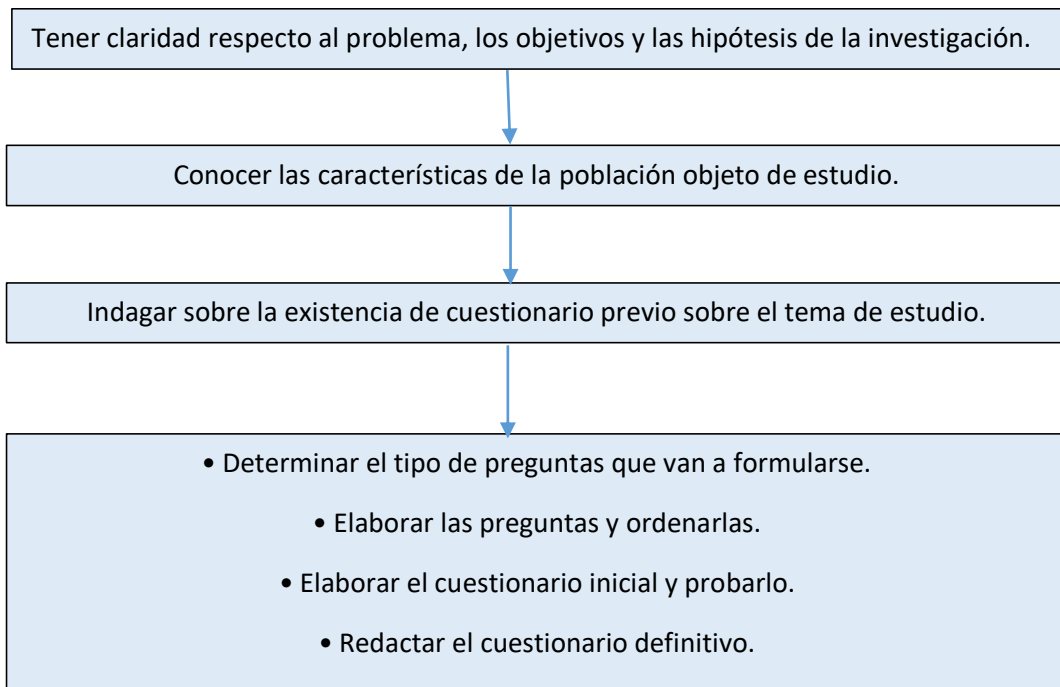 Tener claridad respecto al problema, los objetivos y las hipótesis de la investigación.
Conocer las características de la población objeto de estudio.
Indagar sobre la existencia de cuestionario previo sobre el tema de estudio.
• Determinar el tipo de preguntas que van a formularse.
• Elaborar las preguntas y ordenarlas.
• Elaborar el cuestionario inicial y probarlo.
• Redactar el cuestionario definitivo.